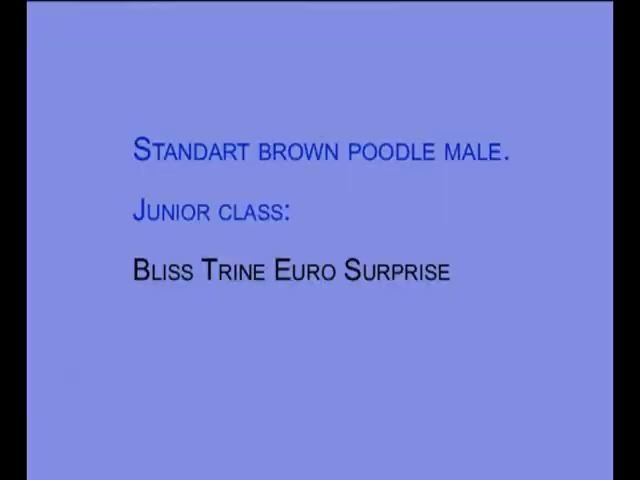 Standart brown poodle male.
Junior class:
Bliss Trine Euro Surprise